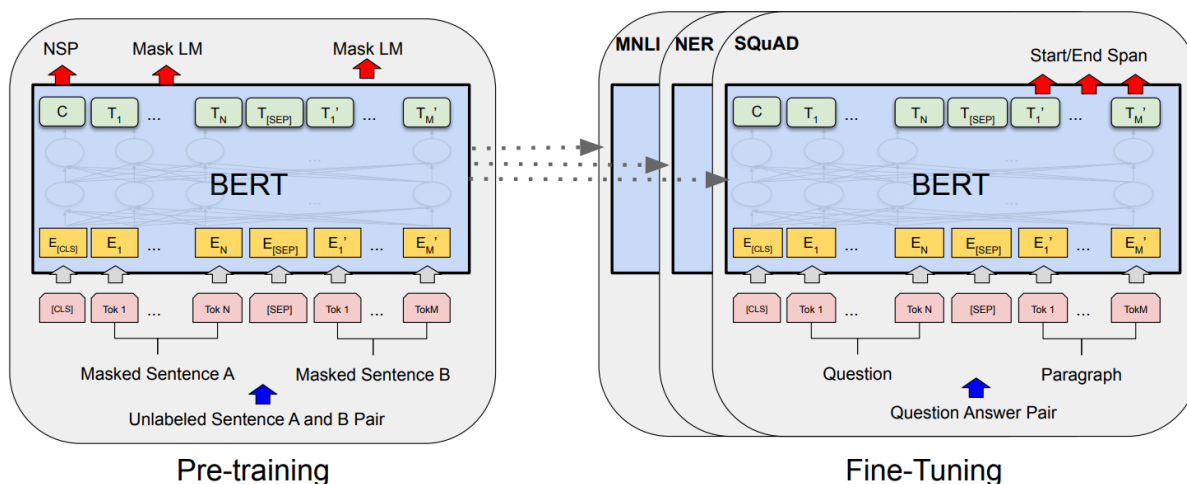 NSP Mask LM Mask LM
C T1 ... TN T[SEP] T1' ... TM'
...
BERT
...
E[CLS] E1 ... EN E[SEP] E1' ... EM'
[CLS] Tok 1 ... Tok N [SEP] Tok 1 ... TokM
Masked Sentence A Masked Sentence B
Unlabeled Sentence A and B Pair
Pre-training
MNLI NER SQuAD
Start/End Span
C T1 ... TN T[SEP] T1' ... TM'
...
BERT
...
E[CLS] E1 ... EN E[SEP] E1' ... EM'
[CLS] Tok 1 ... Tok N [SEP] Tok 1 ... TokM
Question Paragraph
Question Answer Pair
Fine-Tuning